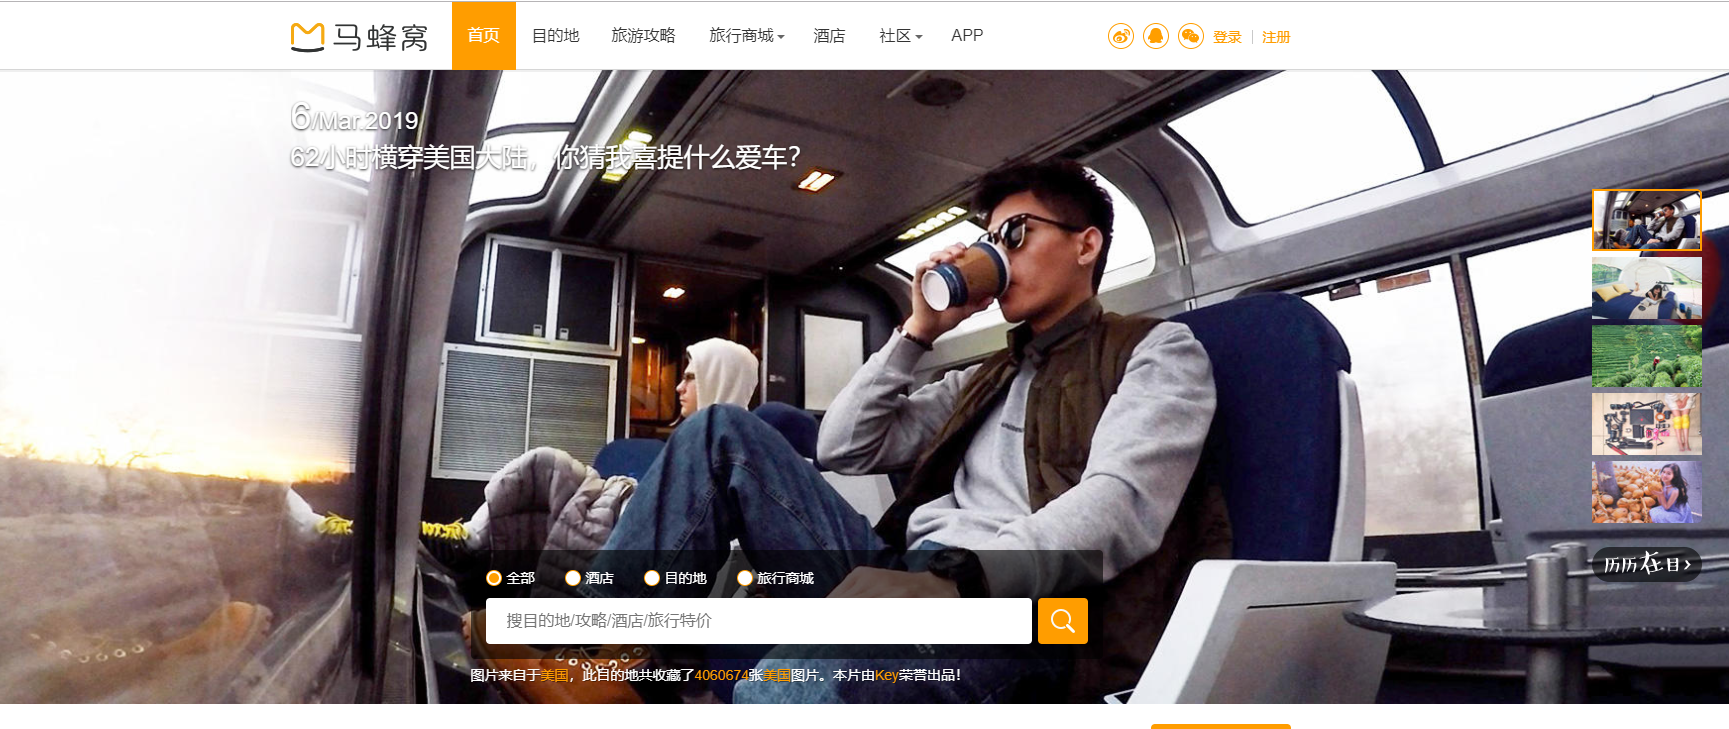 马蜂窝 首页 目的地 旅游攻略 旅行商城 酒店 社区 APP 登录 | 注册
6/Mar.2019
62小时横穿美国大陆，你猜我喜提什么爱车？
历历在目›
全部 酒店 目的地 旅行商城
搜目的地/攻略/酒店/旅行特价
图片来自于美国，此目的地共收藏了4060674张美国图片。本片由Key荣誉出品！